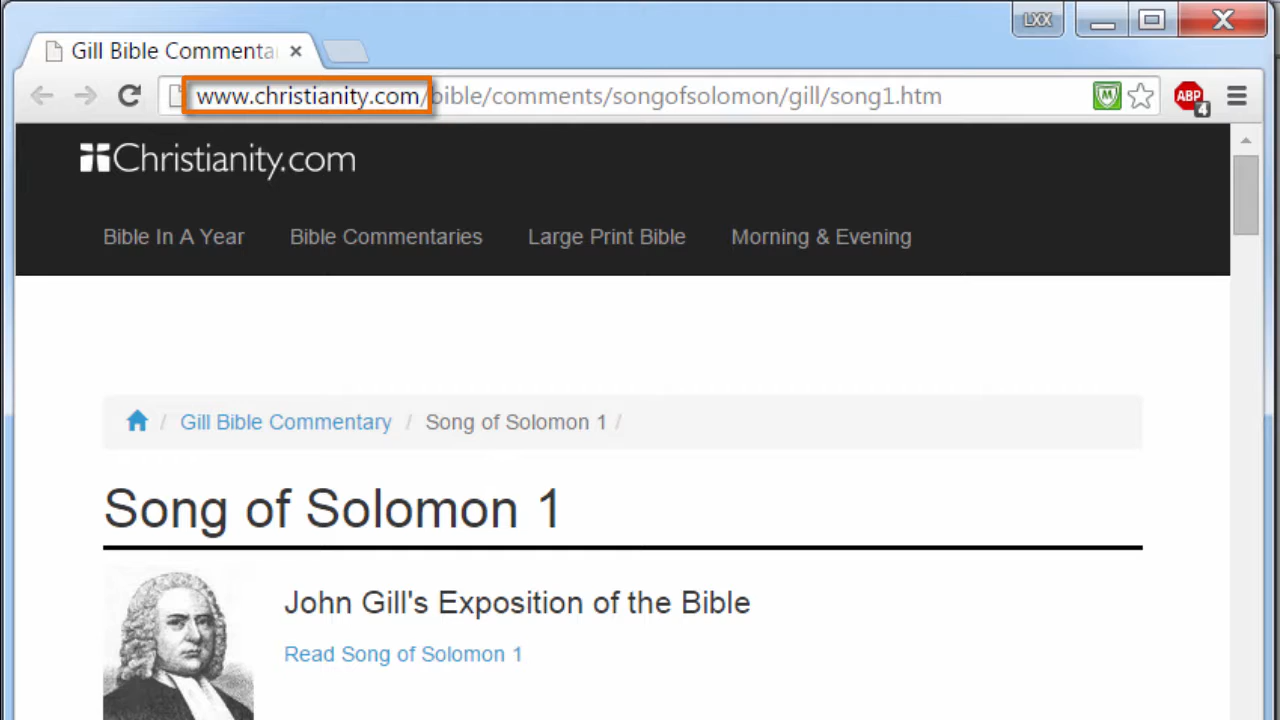 LXX
Gill Bible Commenta
www.christianity.com/bible/comments/songofsolomon/gill/song1.htm
ABP
4
Christianity.com
Bible In A Year Bible Commentaries Large Print Bible Morning & Evening
/ Gill Bible Commentary / Song of Solomon 1 /
Song of Solomon 1
John Gill's Exposition of the Bible
Read Song of Solomon 1